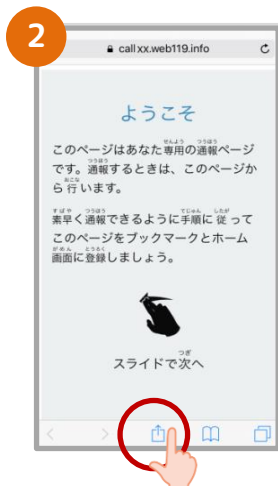 2
callxx.web119.info
ようこそ
このページはあなた専用の通報ページ
です。通報するときは、このページか
ら行います。
素早く通報できるように手順に従って
このページをブックマークとホーム
画面に登録しましょう。
スライドで次へ